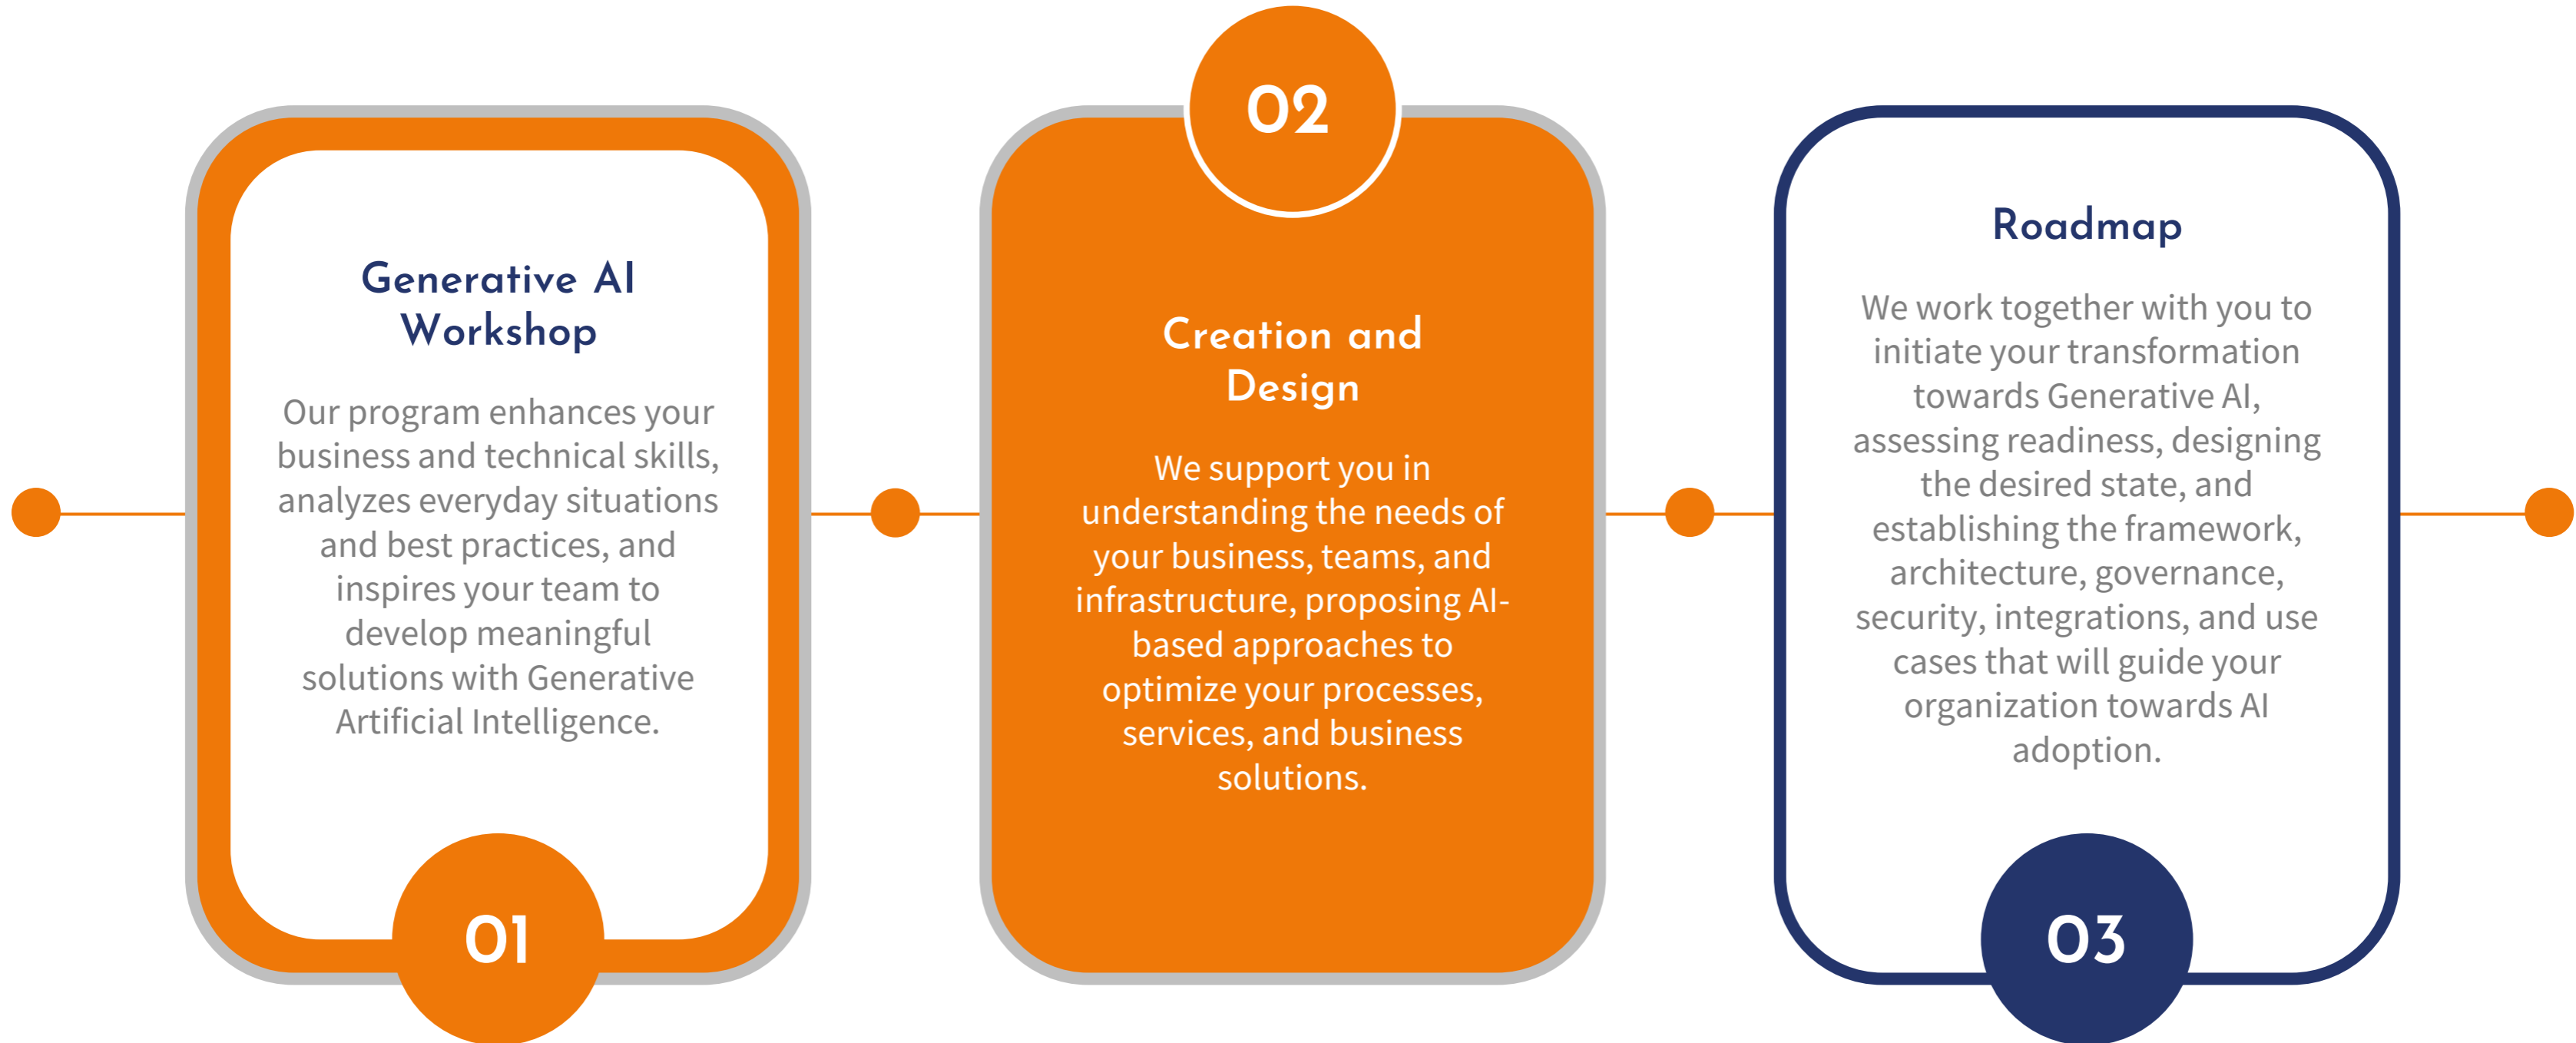 Generative AI
Workshop
Our program enhances your
business and technical skills,
analyzes everyday situations
and best practices, and
inspires your team to
develop meaningful
solutions with Generative
Artificial Intelligence.
01
02
Creation and
Design
We support you in
understanding the needs of
your business, teams, and
infrastructure, proposing AI-
based approaches to
optimize your processes,
services, and business
solutions.
Roadmap
We work together with you to
initiate your transformation
towards Generative AI,
assessing readiness, designing
the desired state, and
establishing the framework,
architecture, governance,
security, integrations, and use
cases that will guide your
organization towards AI
adoption.
03